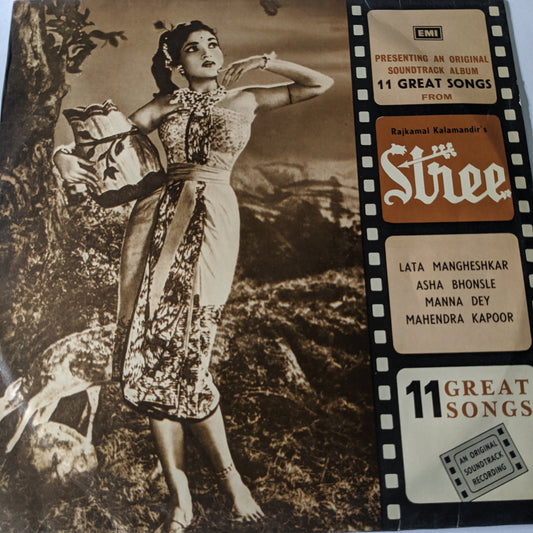 EMI
PRESENTING AN ORIGINAL
SOUNDTRACK ALBUM
11 GREAT SONGS
FROM
Rajkamal Kalamandir's
Stree
LATA MANGHESHKAR
ASHA BHONSLE
MANNA DEY
MAHENDRA KAPOOR
11 GREAT
SONGS
AN ORIGINAL
SOUNDTRACK
RECORDING